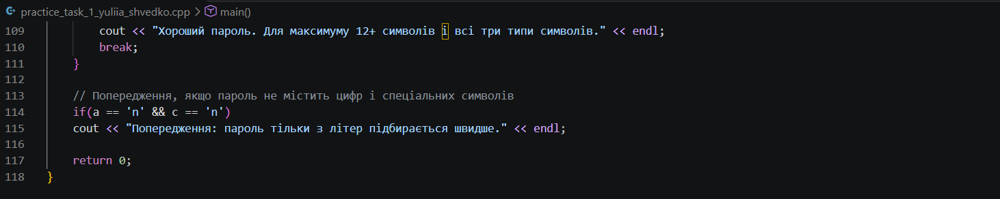 practice_task_1_yuliia_shvedko.cpp > main()
109 cout << "Хороший пароль. Для максимуму 12+ символів і всі три типи символів." << endl;
110 break;
111 }
112
113 // Попередження, якщо пароль не містить цифр і спеціальних символів
114 if(a == 'n' && c == 'n')
115 cout << "Попередження: пароль тільки з літер підбирається швидше." << endl;
116
117 return 0;
118 }